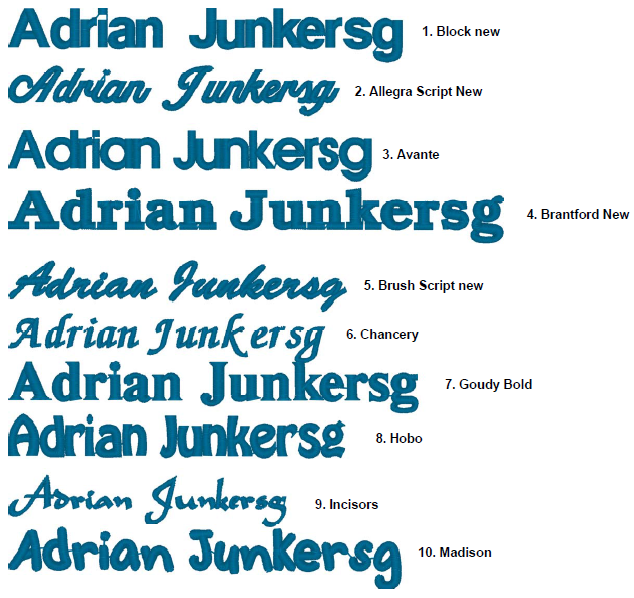 Adrian Junkersg 1. Block new
Adrian Junkersg 2. Allegra Script New
Adrian Junkersg 3. Avante
Adrian Junkersg 4. Brantford New
Adrian Junkersg 5. Brush Script new
Adrian Junkersg 6. Chancery
Adrian Junkersg 7. Goudy Bold
Adrian Junkersg 8. Hobo
Adrian Junkersg 9. Incisors
Adrian Junkersg 10. Madison